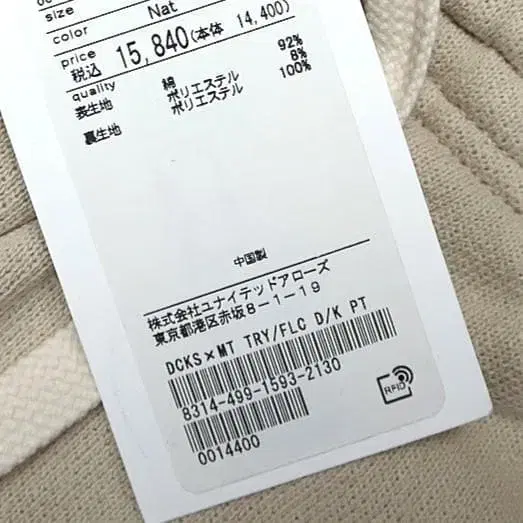 size
color Nat
price
税込 15,840(本体 14,400)
quality
表生地 綿 92%
ポリエステル 8%
裏生地 ポリエステル 100%
中国製
株式会社ユナイテッドアローズ
東京都港区赤坂8-1-19
DCKS×MT TRY/FLC D/K PT
8314-499-1593-2130
0014400
RFID